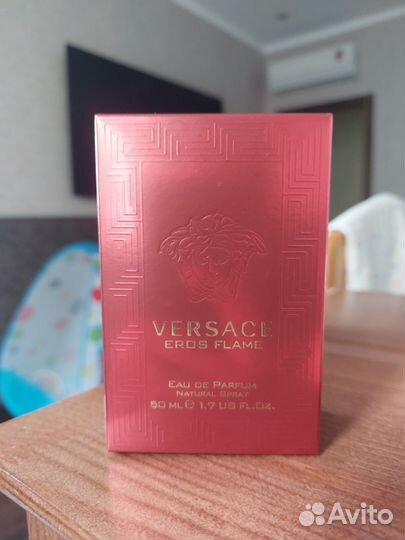 VERSACE
EROS FLAME
EAU DE PARFUM
NATURAL SPRAY
50 ML ℮ 1.7 US FL.OZ.
Avito